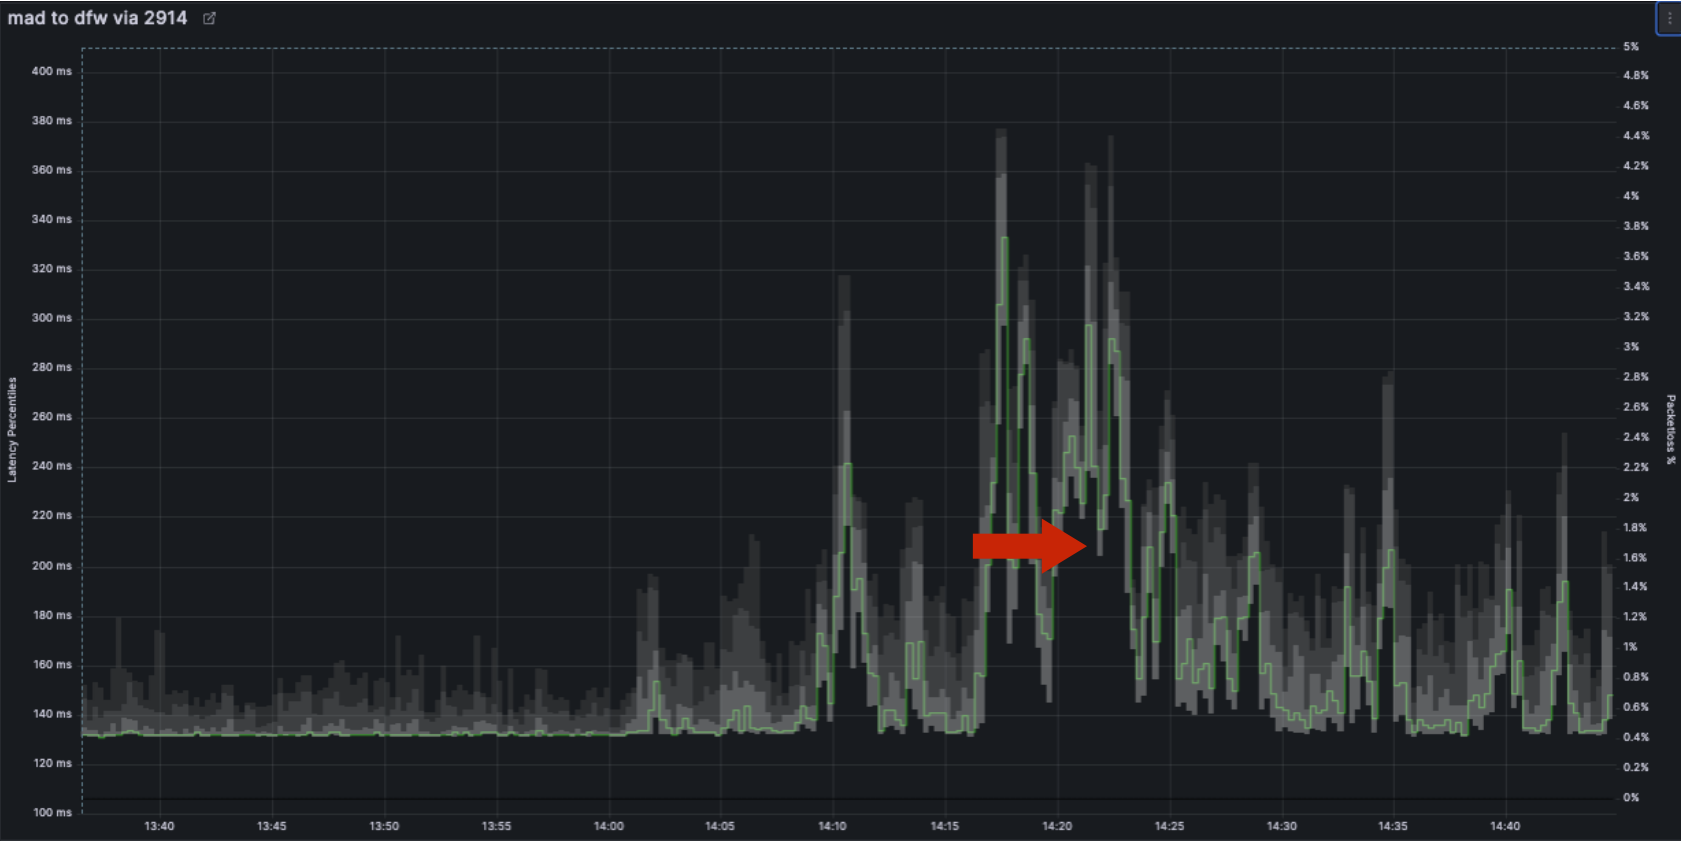 mad to dfw via 2914
Latency Percentiles
400 ms
380 ms
360 ms
340 ms
320 ms
300 ms
280 ms
260 ms
240 ms
220 ms
200 ms
180 ms
160 ms
140 ms
120 ms
100 ms
5%
4.8%
4.6%
4.4%
4.2%
4%
3.8%
3.6%
3.4%
3.2%
3%
2.8%
2.6%
2.4%
2.2%
2%
1.8%
1.6%
1.4%
1.2%
1%
0.8%
0.6%
0.4%
0.2%
0%
Packetloss %
13:40 13:45 13:50 13:55 14:00 14:05 14:10 14:15 14:20 14:25 14:30 14:35 14:40